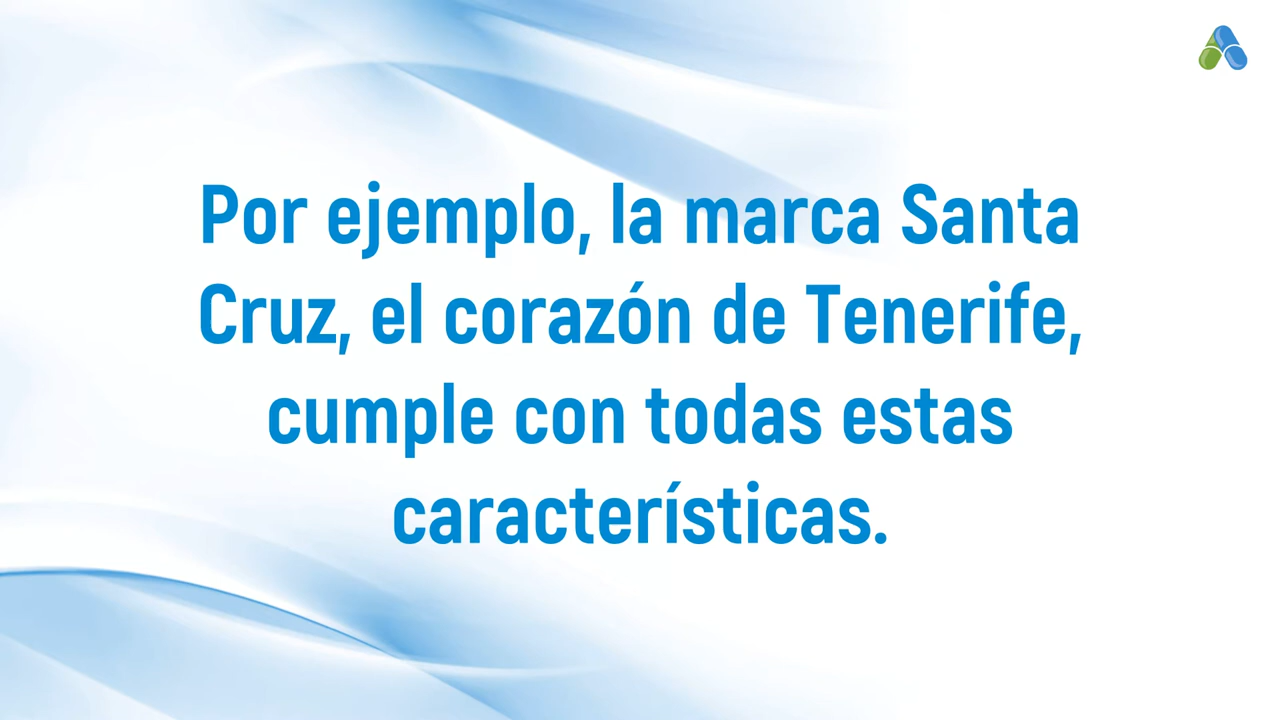 Por ejemplo, la marca Santa
Cruz, el corazón de Tenerife,
cumple con todas estas
características.